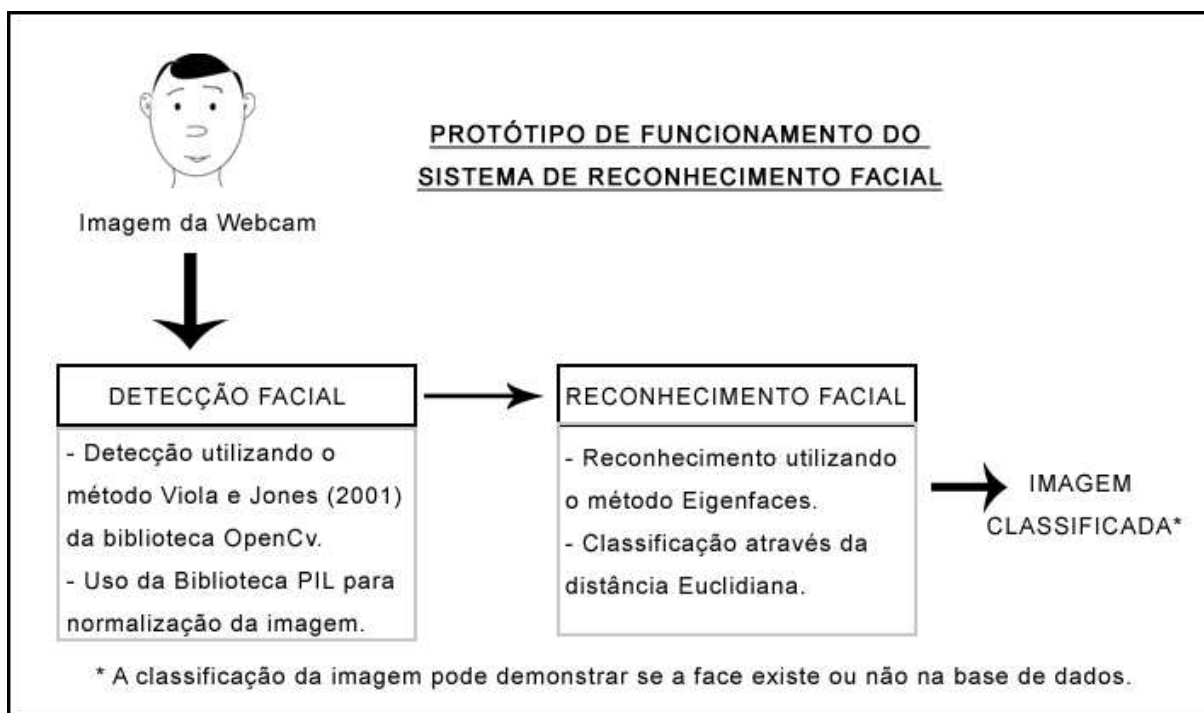 PROTÓTIPO DE FUNCIONAMENTO DO
SISTEMA DE RECONHECIMENTO FACIAL
Imagem da Webcam
DETECÇÃO FACIAL
- Detecção utilizando o
método Viola e Jones (2001)
da biblioteca OpenCv.
- Uso da Biblioteca PIL para
normalização da imagem.
RECONHECIMENTO FACIAL
- Reconhecimento utilizando
o método Eigenfaces.
- Classificação através da
distância Euclidiana.
IMAGEM
CLASSIFICADA*
* A classificação da imagem pode demonstrar se a face existe ou não na base de dados.